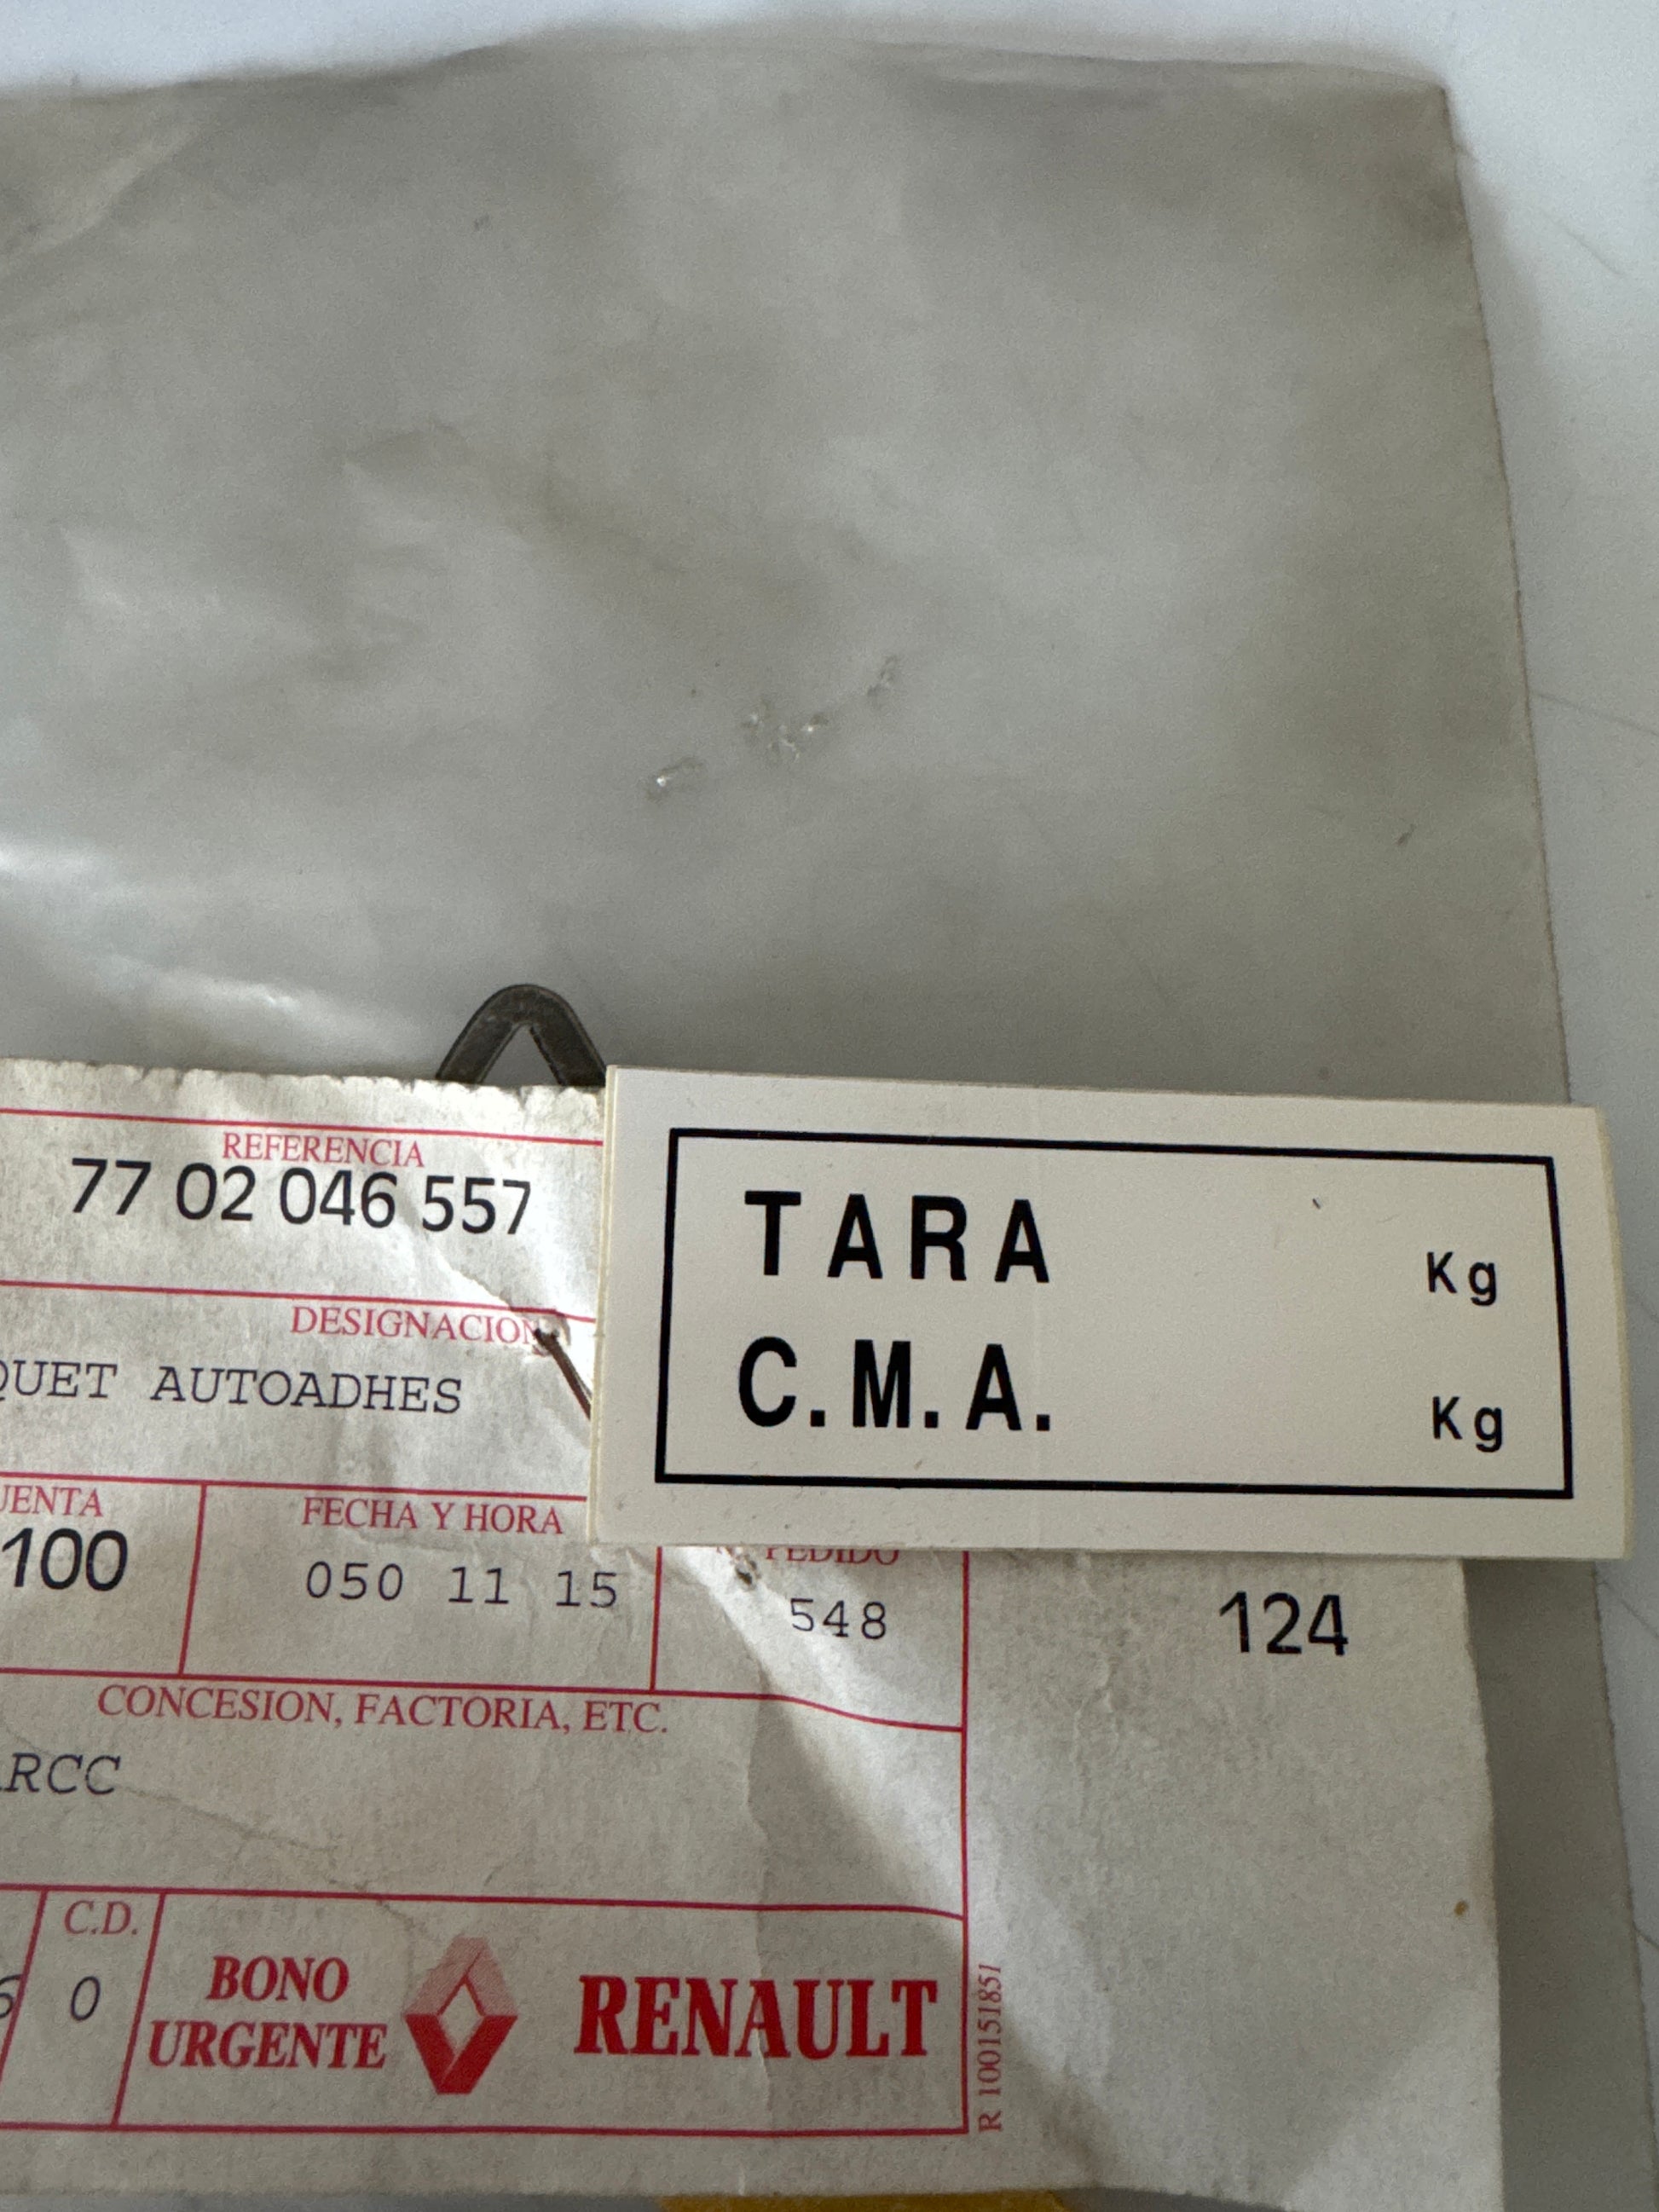 REFERENCIA
77 02 046 557
DESIGNACION
QUET AUTOADHES
TARA Kg
C.M.A. Kg
UENTA
100
FECHA Y HORA
050 11 15
PEDIDO
548
124
CONCESION, FACTORIA, ETC.
RCC
C.D.
0
BONO
URGENTE
RENAULT
R 100151851